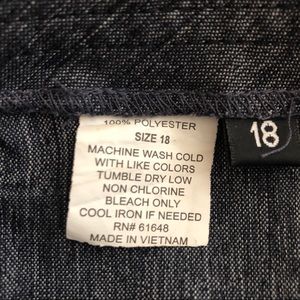 100% POLYESTER
SIZE 18
MACHINE WASH COLD
WITH LIKE COLORS
TUMBLE DRY LOW
NON CHLORINE
BLEACH ONLY
COOL IRON IF NEEDED
RN# 61648
MADE IN VIETNAM
18